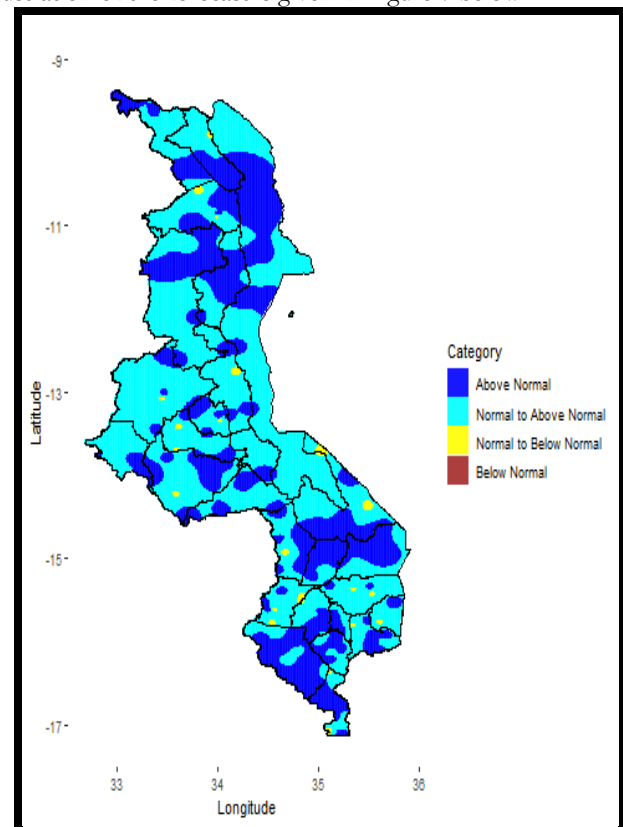 -9
-11
-13
-15
-17
Latitude
33 34 35 36
Longitude
Category
Above Normal
Normal to Above Normal
Normal to Below Normal
Below Normal